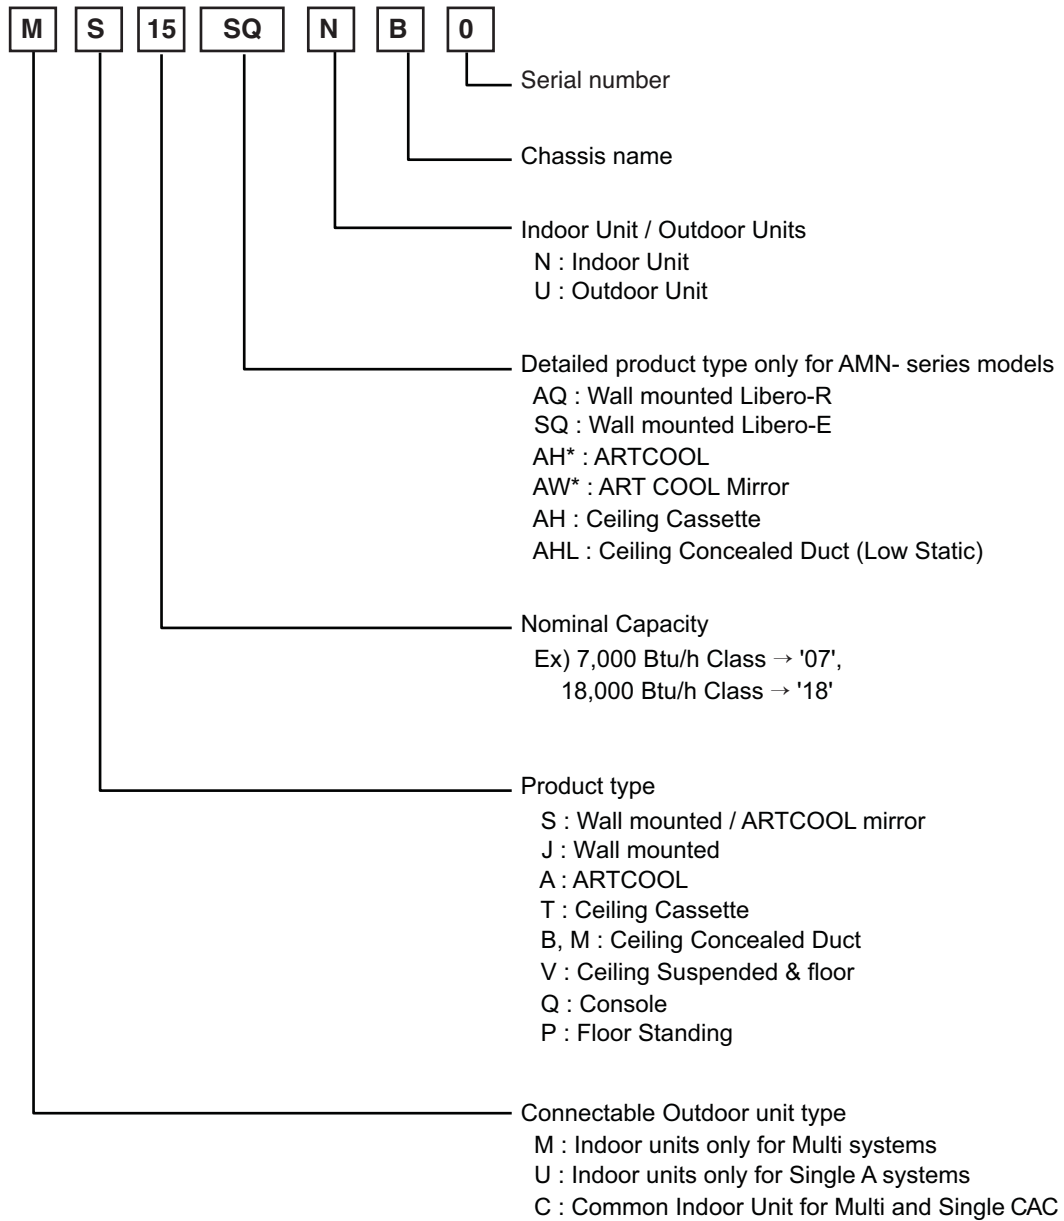 M S 15 SQ N B 0
Serial number
Chassis name
Indoor Unit / Outdoor Units
N : Indoor Unit
U : Outdoor Unit
Detailed product type only for AMN- series models
AQ : Wall mounted Libero-R
SQ : Wall mounted Libero-E
AH* : ARTCOOL
AW* : ART COOL Mirror
AH : Ceiling Cassette
AHL : Ceiling Concealed Duct (Low Static)
Nominal Capacity
Ex) 7,000 Btu/h Class → '07',
18,000 Btu/h Class → '18'
Product type
S : Wall mounted / ARTCOOL mirror
J : Wall mounted
A : ARTCOOL
T : Ceiling Cassette
B, M : Ceiling Concealed Duct
V : Ceiling Suspended & floor
Q : Console
P : Floor Standing
Connectable Outdoor unit type
M : Indoor units only for Multi systems
U : Indoor units only for Single A systems
C : Common Indoor Unit for Multi and Single CAC